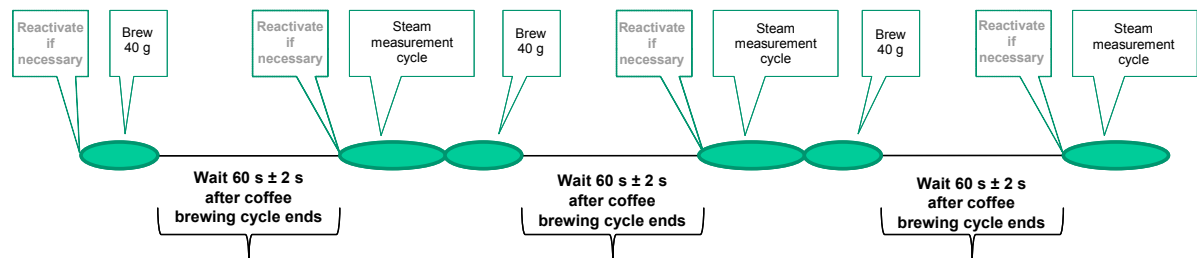 Reactivate
if
necessary
Brew
40 g
Reactivate
if
necessary
Steam
measurement
cycle
Brew
40 g
Reactivate
if
necessary
Steam
measurement
cycle
Brew
40 g
Reactivate
if
necessary
Steam
measurement
cycle
Wait 60 s ± 2 s
after coffee
brewing cycle ends
Wait 60 s ± 2 s
after coffee
brewing cycle ends
Wait 60 s ± 2 s
after coffee
brewing cycle ends